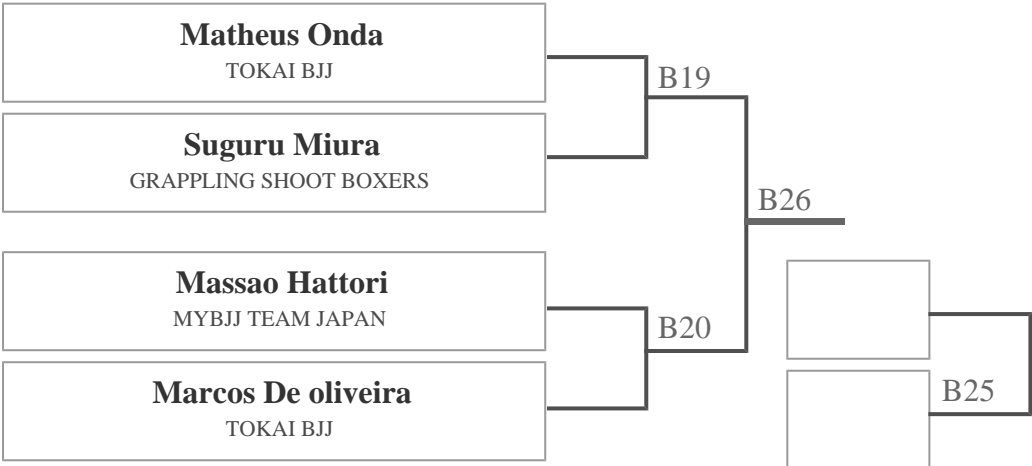 Matheus Onda
TOKAI BJJ
B19
Suguru Miura
GRAPPLING SHOOT BOXERS
B26
Massao Hattori
MYBJJ TEAM JAPAN
B20
Marcos De oliveira
TOKAI BJJ
B25